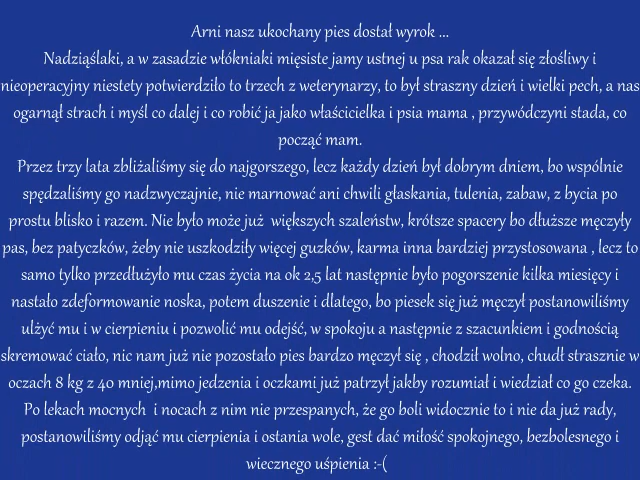 Arni nasz ukochany pies dostał wyrok ...
Nadziąślaki, a w zasadzie włókniaki mięsiste jamy ustnej u psa rak okazał się złośliwy i
nieoperacyjny niestety potwierdziło to trzech z weterynarzy, to był straszny dzień i wielki pech, a nas
ogarnął strach i myśl co dalej i co robić ja jako właścicielka i psia mama , przywódczyni stada, co
począć mam.
Przez trzy lata zbliżaliśmy się do najgorszego, lecz każdy dzień był dobrym dniem, bo wspólnie
spędzaliśmy go nadzwyczajnie, nie marnować ani chwili głaskania, tulenia, zabaw, z bycia po
prostu blisko i razem. Nie było może już większych szaleństw, krótsze spacery bo dłuższe męczyły
pas, bez patyczków, żeby nie uszkodziły więcej guzków, karma inna bardziej przystosowana , lecz to
samo tylko przedłużyło mu czas życia na ok 2,5 lat następnie było pogorszenie kilka miesięcy i
nastało zdeformowanie noska, potem duszenie i dlatego, bo piesek się już męczył postanowiliśmy
ulżyć mu i w cierpieniu i pozwolić mu odejść, w spokoju a następnie z szacunkiem i godnością
skremować ciało, nic nam już nie pozostało pies bardzo męczył się , chodził wolno, chudł strasznie w
oczach 8 kg z 40 mniej,mimo jedzenia i oczkami już patrzył jakby rozumiał i wiedział co go czeka.
Po lekach mocnych i nocach z nim nie przespanych, że go boli widocznie to i nie da już rady,
postanowiliśmy odjąć mu cierpienia i ostania wole, gest dać miłość spokojnego, bezbolesnego i
wiecznego uśpienia :-(